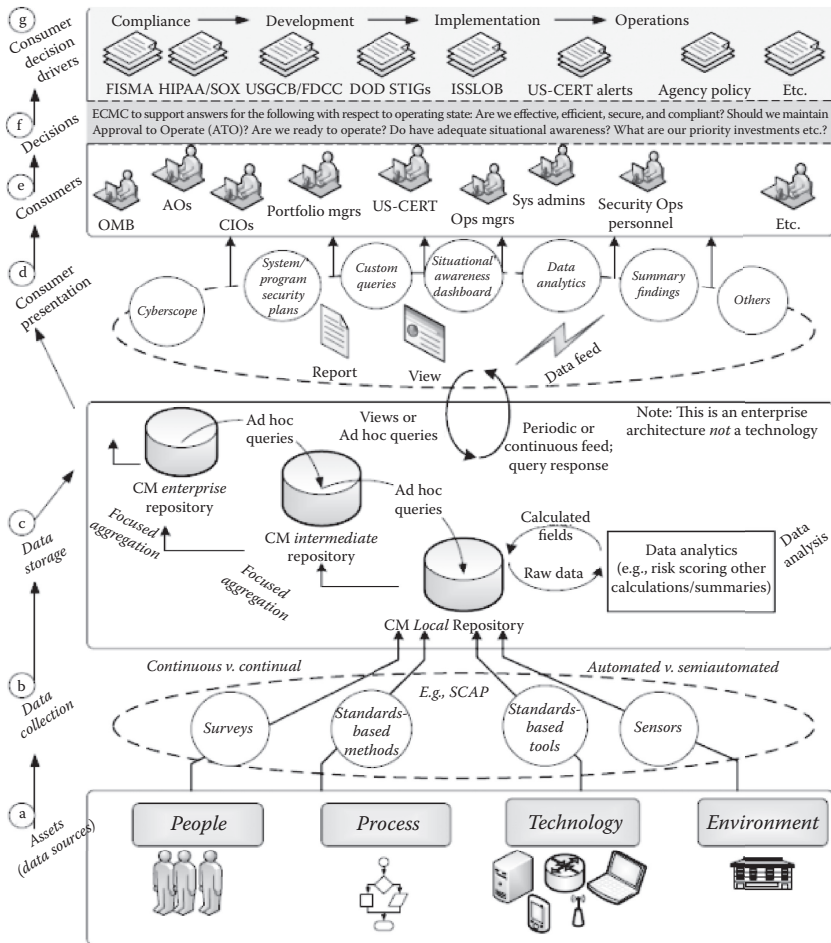 g
Consumer
decision
drivers
Compliance
Development
Implementation
Operations
FISMA
HIPAA/SOX
USGCB/FDCC
DOD STIGs
ISSLOB
US-CERT alerts
Agency policy
Etc.
f
Decisions
ECMC to support answers for the following with respect to operating state: Are we effective, efficient, secure, and compliant? Should we maintain
Approval to Operate (ATO)? Are we ready to operate? Do have adequate situational awareness? What are our priority investments etc.?
e
Consumers
OMB
AOs
CIOs
Portfolio mgrs
US-CERT
Ops mgrs
Sys admins
Security Ops
personnel
Etc.
d
Consumer
presentation
Cyberscope
System/
program
security
plans
Custom
queries
Situational
awareness
dashboard
Data
analytics
Summary
findings
Others
Report
View
Data feed
c
Data
storage
CM enterprise
repository
Ad hoc
queries
Views or
Ad hoc queries
Periodic or
continuous feed;
query response
Note: This is an enterprise
architecture not a technology
Focused
aggregation
CM intermediate
repository
Ad hoc
queries
Focused
aggregation
Calculated
fields
Raw data
Data analytics
(e.g., risk scoring other
calculations/summaries)
Data
analysis
CM Local Repository
b
Data
collection
Continuous v. continual
Automated v. semiautomated
E.g., SCAP
Surveys
Standards-
based
methods
Standards-
based
tools
Sensors
a
Assets
(data sources)
People
Process
Technology
Environment